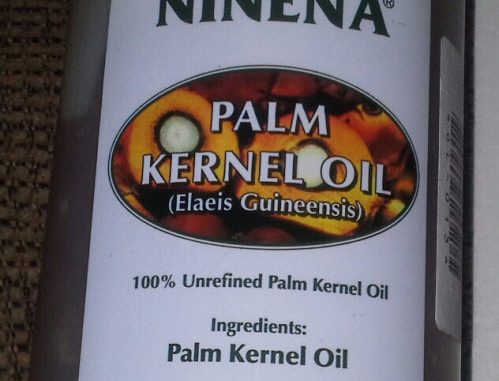 NINENA®
PALM
KERNEL OIL
(Elaeis Guineensis)
100% Unrefined Palm Kernel Oil
Ingredients:
Palm Kernel Oil